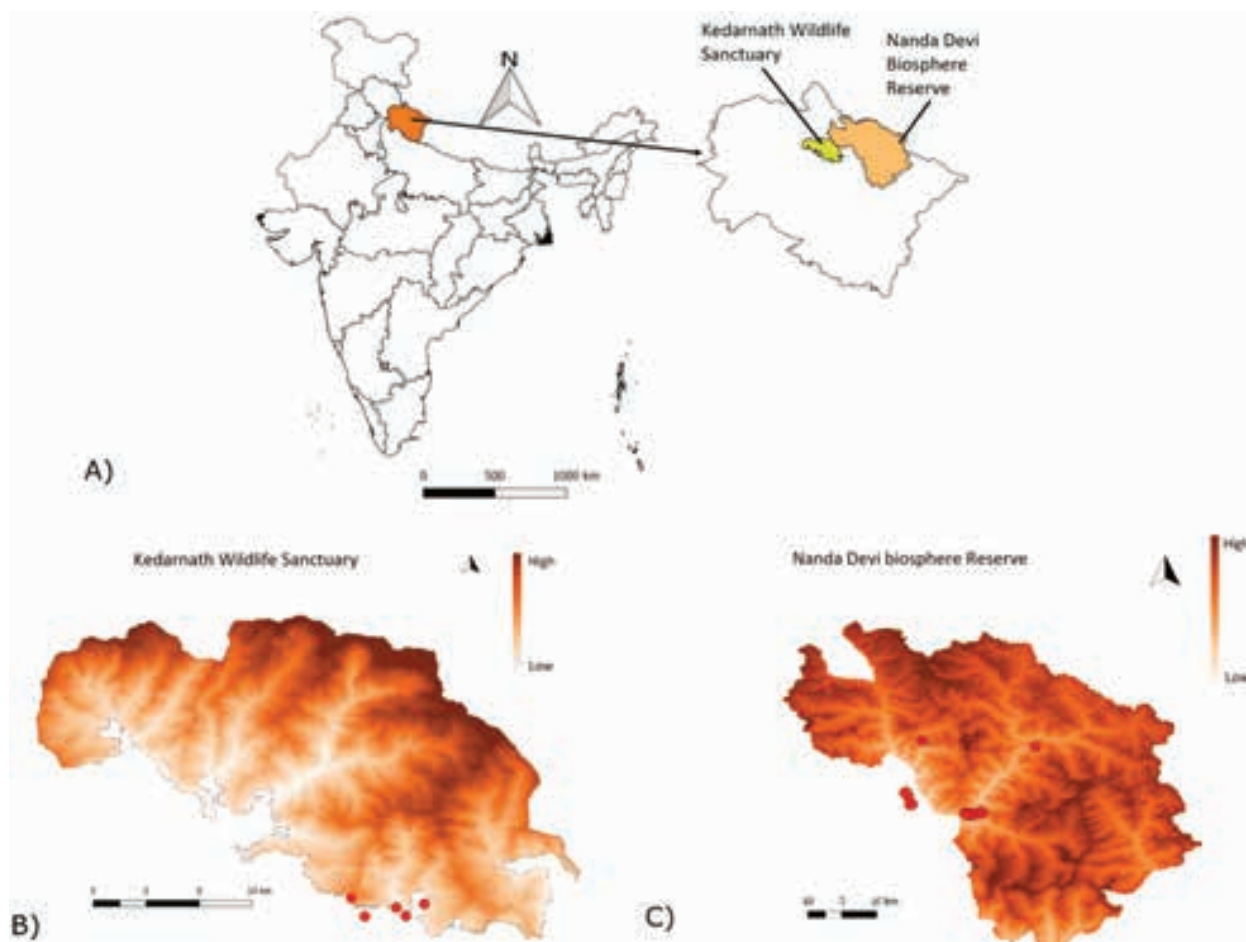 Kedarnath Wildlife
Sanctuary
Nanda Devi
Biosphere
Reserve
N
A)
0 500 1000 km
Kedarnath Wildlife Sanctuary
High
Low
B)
Nanda Devi biosphere Reserve
High
Low
C)